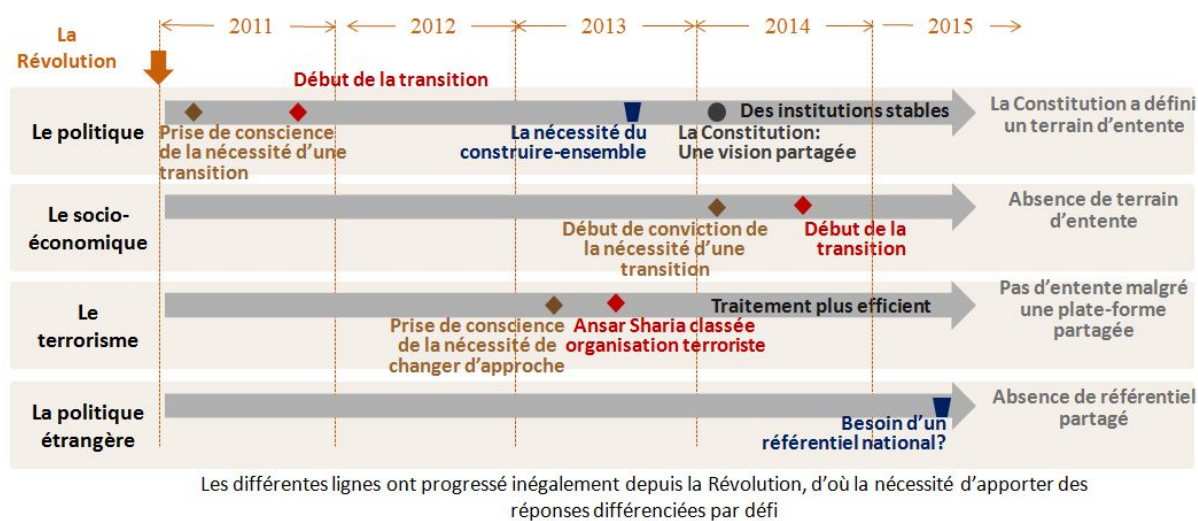 2011
2012
2013
2014
2015
La
Révolution
Début de la transition
Le politique
Prise de conscience
de la nécessité d'une
transition
La nécessité du
construire-ensemble
La Constitution:
Une vision partagée
Des institutions stables
La Constitution a défini
un terrain d'entente
Le socio-
économique
Début de conviction de
la nécessité d'une
transition
Début de la
transition
Absence de terrain
d'entente
Le
terrorisme
Prise de conscience
de la nécessité de
changer d'approche
Ansar Sharia classée
organisation terroriste
Traitement plus efficient
Pas d'entente malgré
une plate-forme
partagée
La politique
étrangère
Besoin d'un
référentiel national?
Absence de référentiel
partagé
Les différentes lignes ont progressé inégalement depuis la Révolution, d'où la nécessité d'apporter des
réponses différenciées par défi